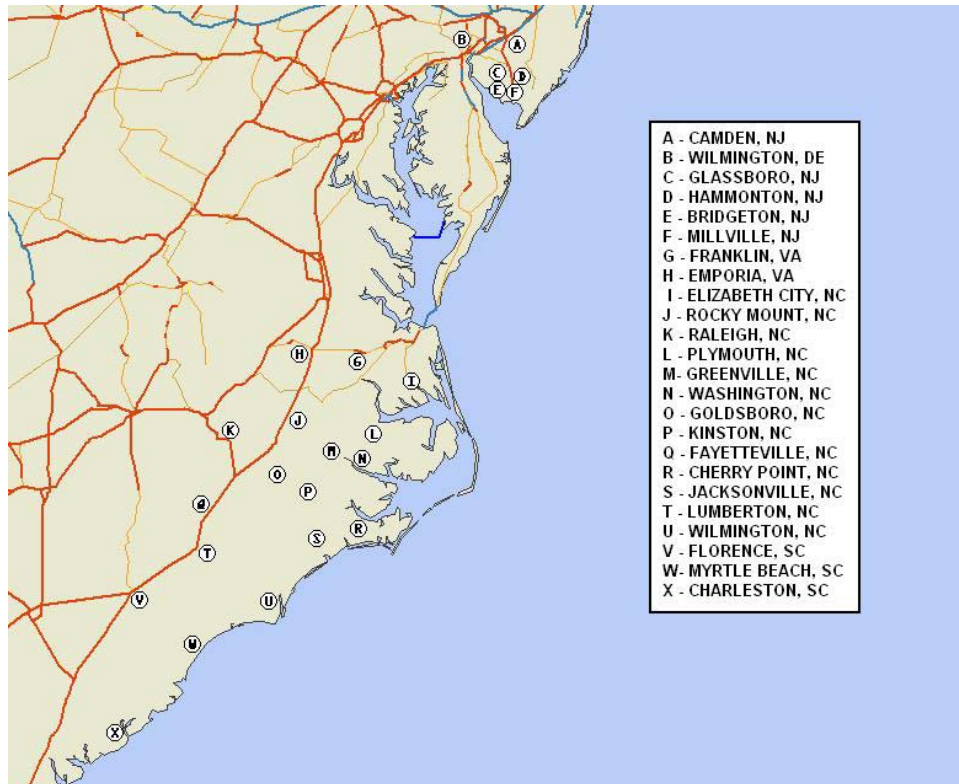 B
A
C
D
E
F
H
G
I
J
K
L
M
N
O
P
Q
R
S
T
V
U
W
X
A - CAMDEN, NJ
B - WILMINGTON, DE
C - GLASSBORO, NJ
D - HAMMONTON, NJ
E - BRIDGETON, NJ
F - MILLVILLE, NJ
G - FRANKLIN, VA
H - EMPORIA, VA
I - ELIZABETH CITY, NC
J - ROCKY MOUNT, NC
K - RALEIGH, NC
L - PLYMOUTH, NC
M- GREENVILLE, NC
N - WASHINGTON, NC
O - GOLDSBORO, NC
P - KINSTON, NC
Q - FAYETTEVILLE, NC
R - CHERRY POINT, NC
S - JACKSONVILLE, NC
T - LUMBERTON, NC
U - WILMINGTON, NC
V - FLORENCE, SC
W- MYRTLE BEACH, SC
X - CHARLESTON, SC